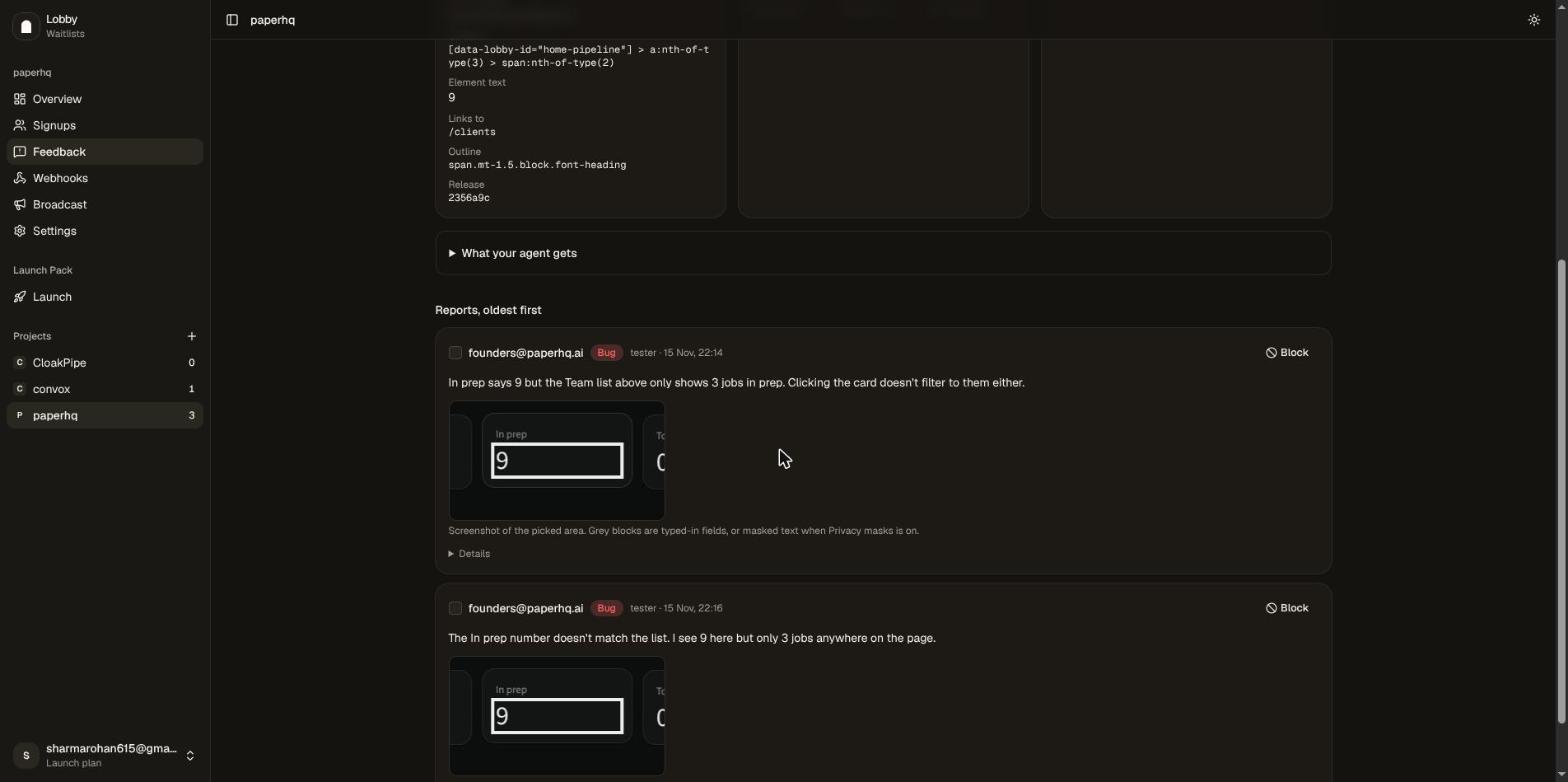 Lobby
Waitlists
paperhq
paperhq
Overview
Signups
Feedback
Webhooks
Broadcast
Settings
Launch Pack
Launch
Projects
C CloakPipe 0
C convox 1
P paperhq 3
S sharmarohan615@gma...
Launch plan
[data-lobby-id="home-pipeline"] > a:nth-of-t
ype(3) > span:nth-of-type(2)
Element text
9
Links to
/clients
Outline
span.mt-1.5.block.font-heading
Release
2356a9c
What your agent gets
Reports, oldest first
founders@paperhq.ai Bug tester · 15 Nov, 22:14 Block
In prep says 9 but the Team list above only shows 3 jobs in prep. Clicking the card doesn't filter to them either.
In prep
9
To
0
Screenshot of the picked area. Grey blocks are typed-in fields, or masked text when Privacy masks is on.
Details
founders@paperhq.ai Bug tester · 15 Nov, 22:16 Block
The In prep number doesn't match the list. I see 9 here but only 3 jobs anywhere on the page.
In prep
9
To
0